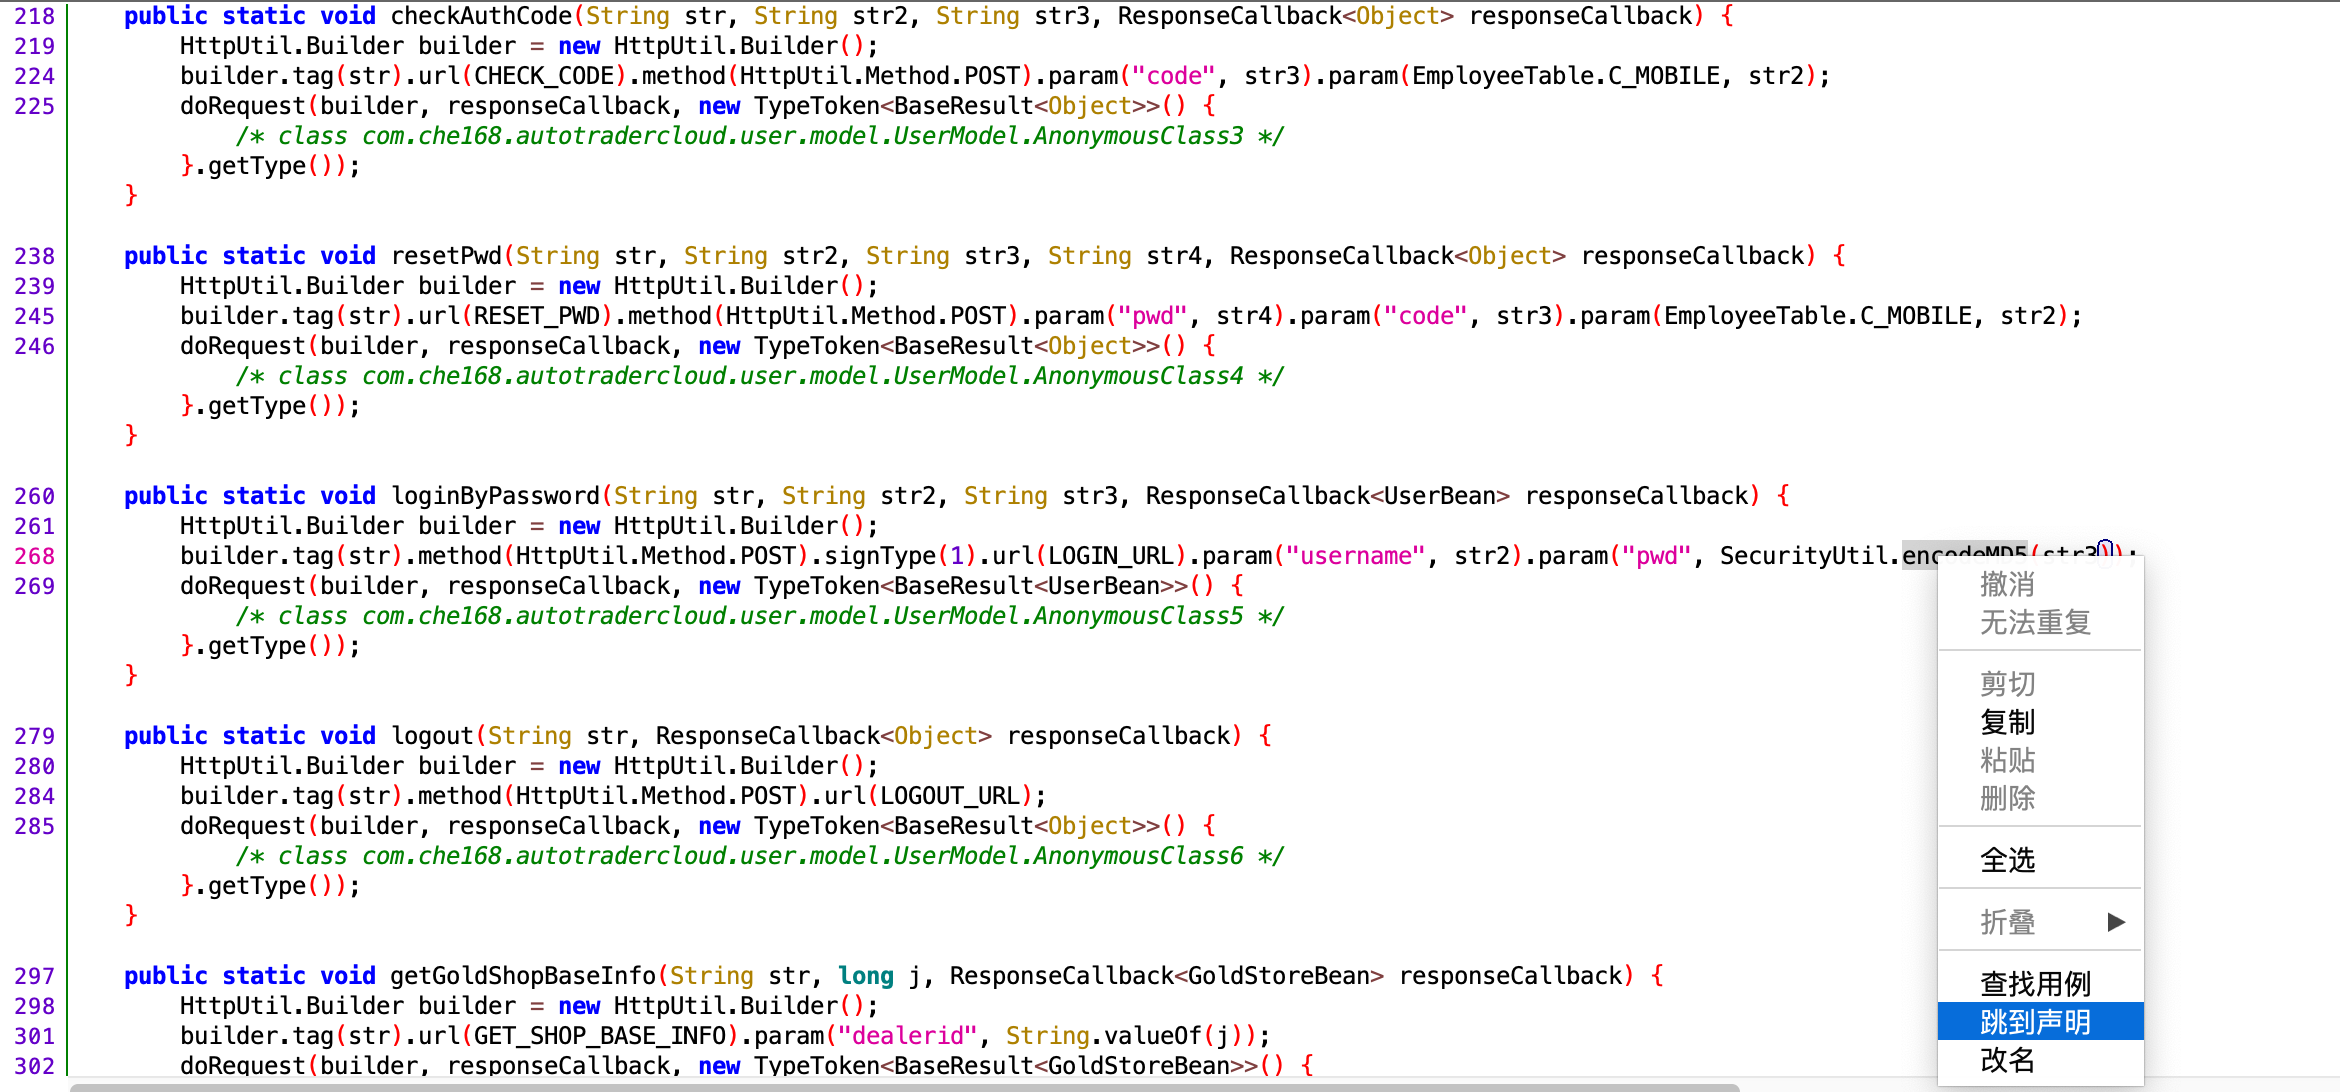 218 public static void checkAuthCode(String str, String str2, String str3, ResponseCallback<Object> responseCallback) {
219 HttpUtil.Builder builder = new HttpUtil.Builder();
224 builder.tag(str).url(CHECK_CODE).method(HttpUtil.Method.POST).param("code", str3).param(EmployeeTable.C_MOBILE, str2);
225 doRequest(builder, responseCallback, new TypeToken<BaseResult<Object>>() {
/* class com.che168.autotradercloud.user.model.UserModel.AnonymousClass3 */
}.getType());
}
238 public static void resetPwd(String str, String str2, String str3, String str4, ResponseCallback<Object> responseCallback) {
239 HttpUtil.Builder builder = new HttpUtil.Builder();
245 builder.tag(str).url(RESET_PWD).method(HttpUtil.Method.POST).param("pwd", str4).param("code", str3).param(EmployeeTable.C_MOBILE, str2);
246 doRequest(builder, responseCallback, new TypeToken<BaseResult<Object>>() {
/* class com.che168.autotradercloud.user.model.UserModel.AnonymousClass4 */
}.getType());
}
260 public static void loginByPassword(String str, String str2, String str3, ResponseCallback<UserBean> responseCallback) {
261 HttpUtil.Builder builder = new HttpUtil.Builder();
268 builder.tag(str).method(HttpUtil.Method.POST).signType(1).url(LOGIN_URL).param("username", str2).param("pwd", SecurityUtil.encodeMD5(str3));
269 doRequest(builder, responseCallback, new TypeToken<BaseResult<UserBean>>() {
/* class com.che168.autotradercloud.user.model.UserModel.AnonymousClass5 */
}.getType());
}
279 public static void logout(String str, ResponseCallback<Object> responseCallback) {
280 HttpUtil.Builder builder = new HttpUtil.Builder();
284 builder.tag(str).method(HttpUtil.Method.POST).url(LOGOUT_URL);
285 doRequest(builder, responseCallback, new TypeToken<BaseResult<Object>>() {
/* class com.che168.autotradercloud.user.model.UserModel.AnonymousClass6 */
}.getType());
}
297 public static void getGoldShopBaseInfo(String str, long j, ResponseCallback<GoldStoreBean> responseCallback) {
298 HttpUtil.Builder builder = new HttpUtil.Builder();
301 builder.tag(str).url(GET_SHOP_BASE_INFO).param("dealerid", String.valueOf(j));
302 doRequest(builder, responseCallback, new TypeToken<BaseResult<GoldStoreBean>>() {
撤消
无法重复
剪切
复制
粘贴
删除
全选
折叠 ▶
查找用例
跳到声明
改名